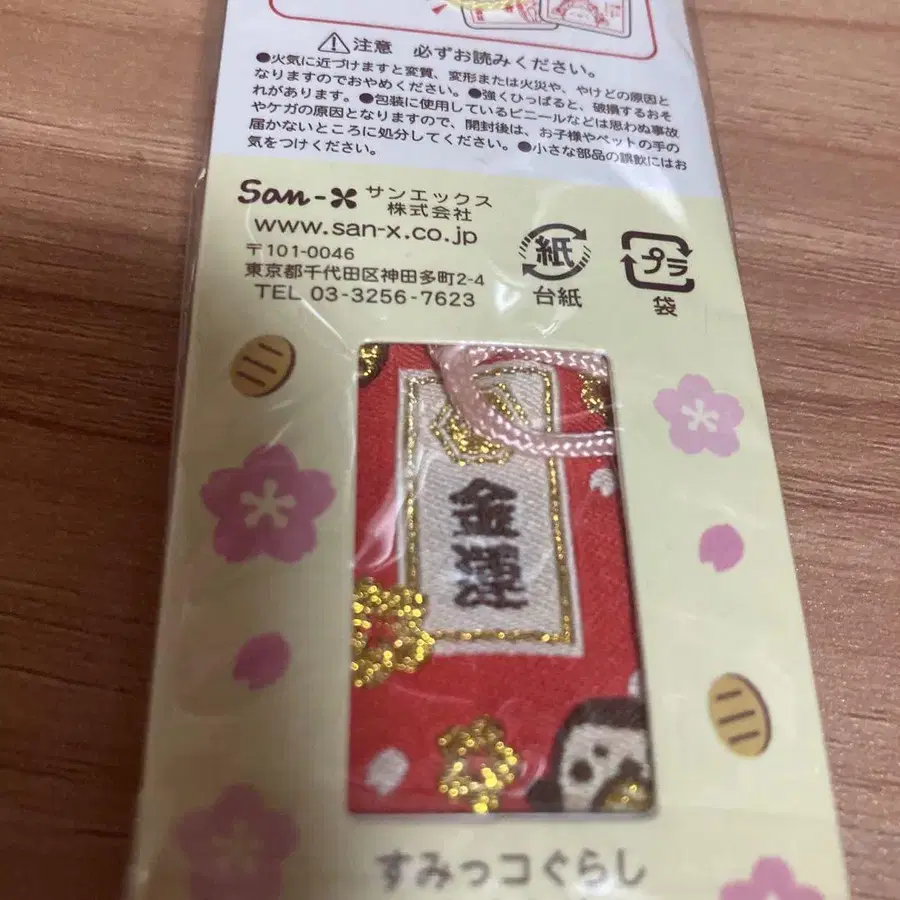 ⚠注意 必ずお読みください。
●火気に近づけますと変質、変形または火災や、やけどの原因と
なりますのでおやめください。●強くひっぱると、破損するおそ
れがあります。●包装に使用しているビニールなどは思わぬ事故
やケガの原因となりますので、開封後は、お子様やペットの手の
届かないところに処分してください。●小さな部品の誤飲にはお
気をつけください。
San-X サンエックス
株式会社
www.san-x.co.jp
〒101-0046
東京都千代田区神田多町2-4
TEL 03-3256-7623
紙
台紙
プラ
袋
金運
すみっコぐらし